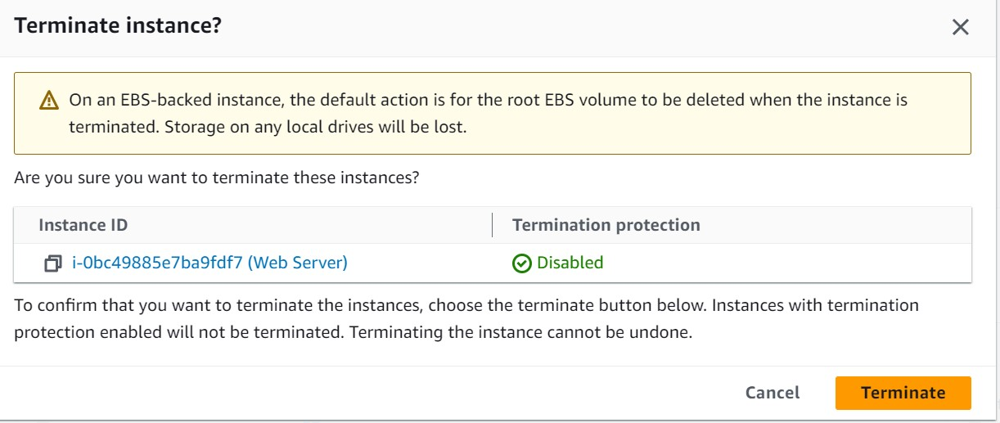 Terminate instance?
On an EBS-backed instance, the default action is for the root EBS volume to be deleted when the instance is
terminated. Storage on any local drives will be lost.
Are you sure you want to terminate these instances?
Instance ID
Termination protection
i-0bc49885e7ba9fdf7 (Web Server)
Disabled
To confirm that you want to terminate the instances, choose the terminate button below. Instances with termination
protection enabled will not be terminated. Terminating the instance cannot be undone.
Cancel
Terminate